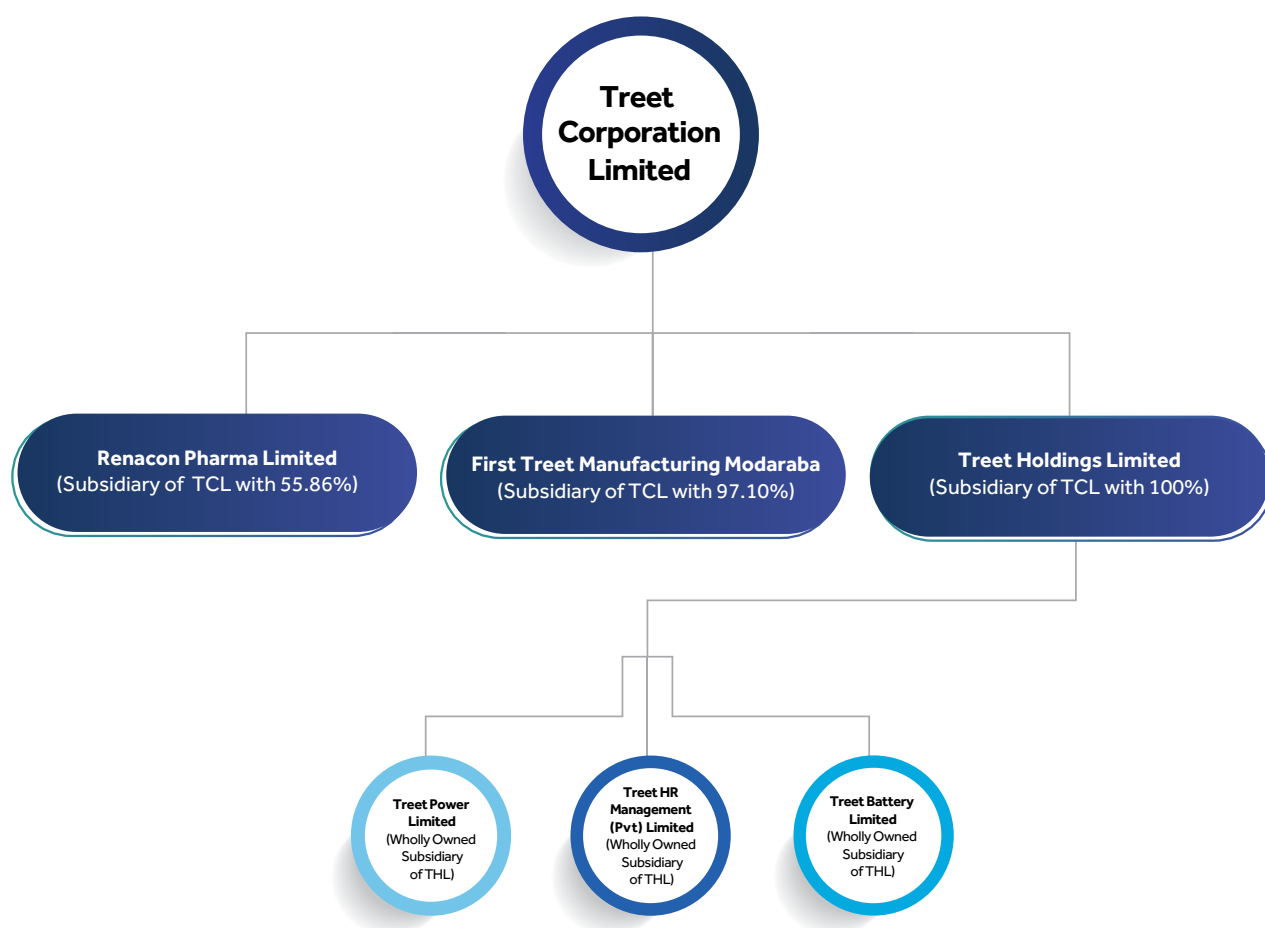 Treet
Corporation
Limited
Renacon Pharma Limited
(Subsidiary of TCL with 55.86%)
First Treet Manufacturing Modaraba
(Subsidiary of TCL with 97.10%)
Treet Holdings Limited
(Subsidiary of TCL with 100%)
Treet Power
Limited
(Wholly Owned
Subsidiary
of THL)
Treet HR
Management
(Pvt) Limited
(Wholly Owned
Subsidiary
of THL)
Treet Battery
Limited
(Wholly Owned
Subsidiary
of THL)